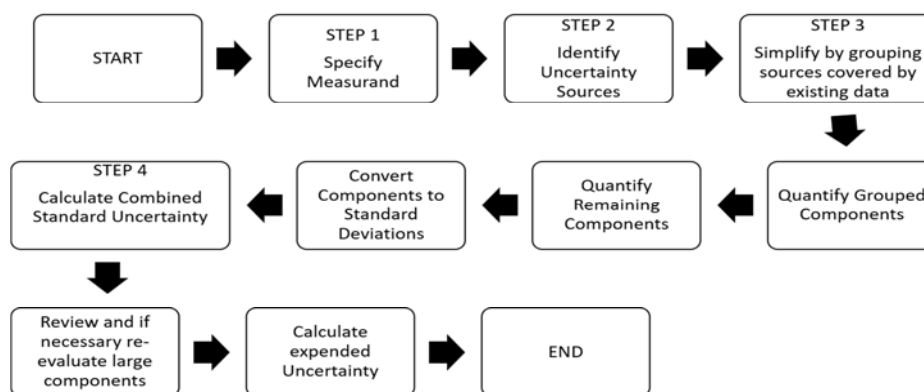 START
STEP 1
Specify
Measurand
STEP 2
Identify
Uncertainty
Sources
STEP 3
Simplify by grouping
sources covered by
existing data
Quantify Grouped
Components
Quantify
Remaining
Components
Convert
Components to
Standard
Deviations
STEP 4
Calculate Combined
Standard Uncertainty
Review and if
necessary re-
evaluate large
components
Calculate
expended
Uncertainty
END